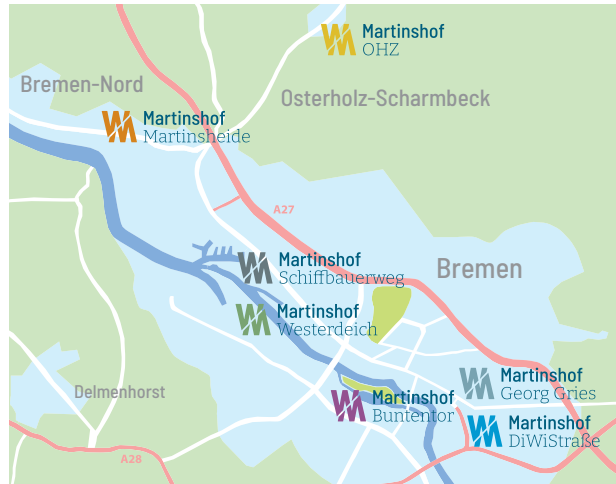 Martinshof
OHZ
Bremen-Nord
Osterholz-Scharmbeck
Martinshof
Martinsheide
A27
Martinshof
Schiffbauerweg
Bremen
Martinshof
Westerdeich
Martinshof
Georg Gries
Delmenhorst
Martinshof
Buntentor
Martinshof
DiWiStraße
A28